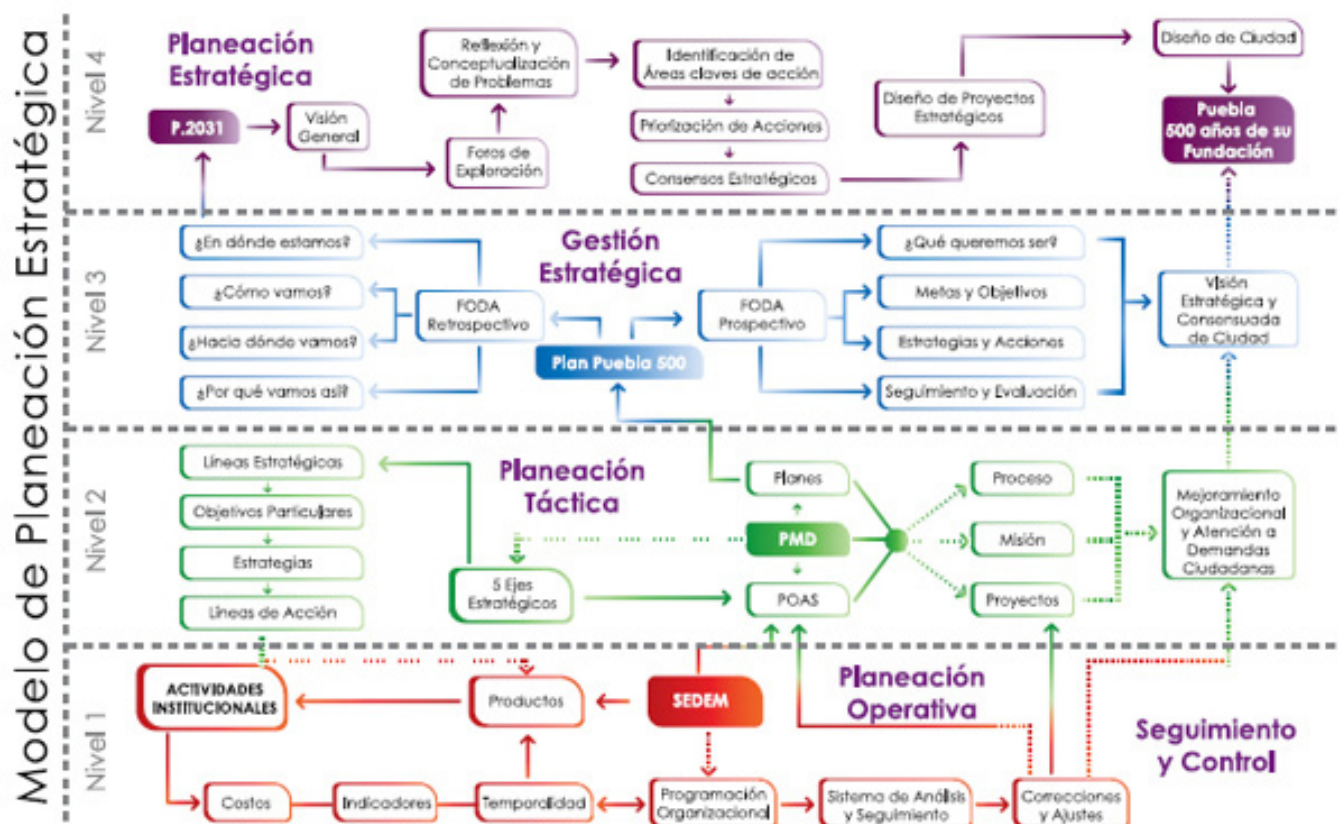 Modelo de Planeación Estratégica
Nivel 4
Planeación
Estratégica
P.2031
Visión
General
Reflexión y
Conceptualización
de Problemas
Foros de
Exploración
Identificación de
Áreas claves de acción
Priorización de Acciones
Consensos Estratégicos
Diseño de Proyectos
Estratégicos
Diseño de Ciudad
Puebla
500 años de su
Fundación
Nivel 3
Gestión
Estratégica
¿En dónde estamos?
¿Cómo vamos?
¿Hacia dónde vamos?
¿Por qué vamos así?
FODA
Retrospectivo
Plan Puebla 500
FODA
Prospectivo
¿Qué queremos ser?
Metas y Objetivos
Estrategias y Acciones
Seguimiento y Evaluación
Visión
Estratégica y
Consensuada
de Ciudad
Nivel 2
Planeación
Táctica
Líneas Estratégicas
Objetivos Particulares
Estrategias
Líneas de Acción
5 Ejes
Estratégicos
Planes
PMD
POAS
Proceso
Misión
Proyectos
Mejoramiento
Organizacional
y Atención a
Demandas
Ciudadanas
Nivel 1
Planeación
Operativa
Seguimiento
y Control
ACTIVIDADES
INSTITUCIONALES
Productos
SEDEM
Costos
Indicadores
Temporalidad
Programación
Organizacional
Sistema de Análisis
y Seguimiento
Correcciones
y Ajustes